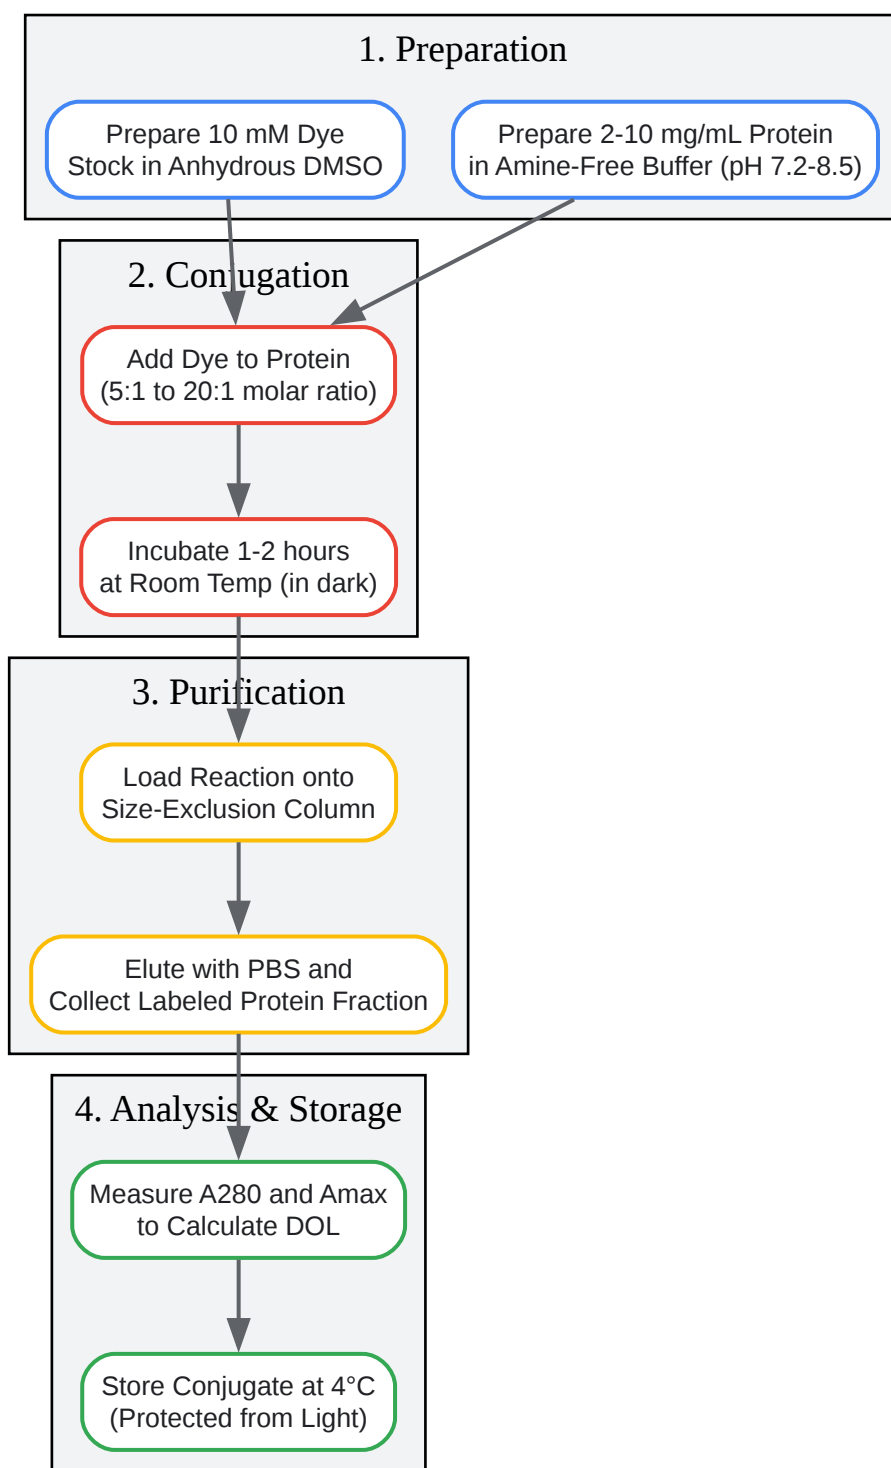 1. Preparation
Prepare 10 mM Dye
Stock in Anhydrous DMSO
Prepare 2-10 mg/mL Protein
in Amine-Free Buffer (pH 7.2-8.5)
2. Conjugation
Add Dye to Protein
(5:1 to 20:1 molar ratio)
Incubate 1-2 hours
at Room Temp (in dark)
3. Purification
Load Reaction onto
Size-Exclusion Column
Elute with PBS and
Collect Labeled Protein Fraction
4. Analysis & Storage
Measure A280 and Amax
to Calculate DOL
Store Conjugate at 4°C
(Protected from Light)